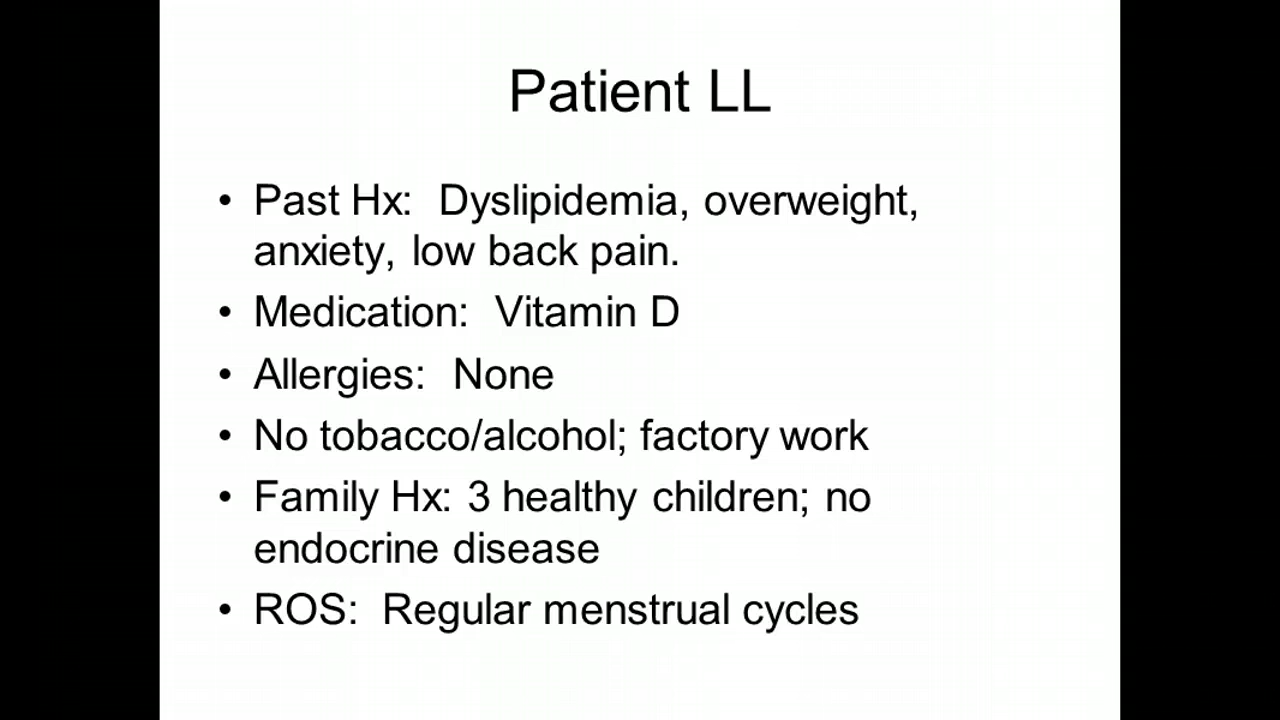 Patient LL
• Past Hx: Dyslipidemia, overweight,
anxiety, low back pain.
• Medication: Vitamin D
• Allergies: None
• No tobacco/alcohol; factory work
• Family Hx: 3 healthy children; no
endocrine disease
• ROS: Regular menstrual cycles